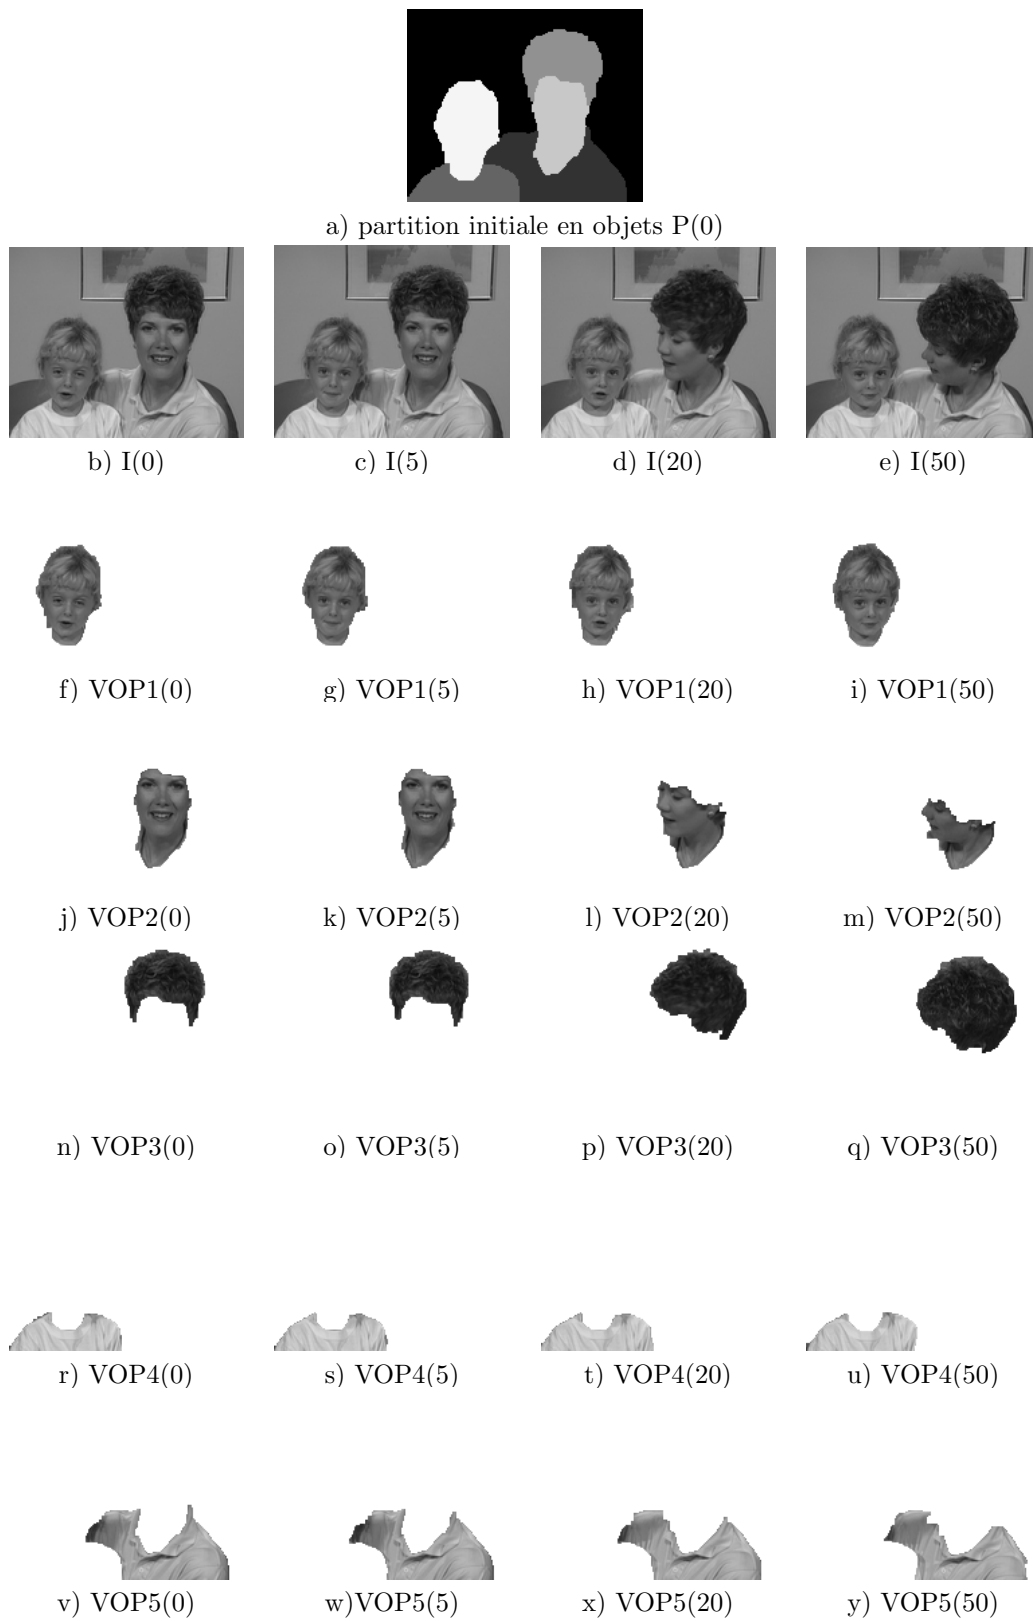 a) partition initiale en objets P(0)
b) I(0) c) I(5) d) I(20) e) I(50)
f) VOP1(0) g) VOP1(5) h) VOP1(20) i) VOP1(50)
j) VOP2(0) k) VOP2(5) l) VOP2(20) m) VOP2(50)
n) VOP3(0) o) VOP3(5) p) VOP3(20) q) VOP3(50)
r) VOP4(0) s) VOP4(5) t) VOP4(20) u) VOP4(50)
v) VOP5(0) w)VOP5(5) x) VOP5(20) y) VOP5(50)